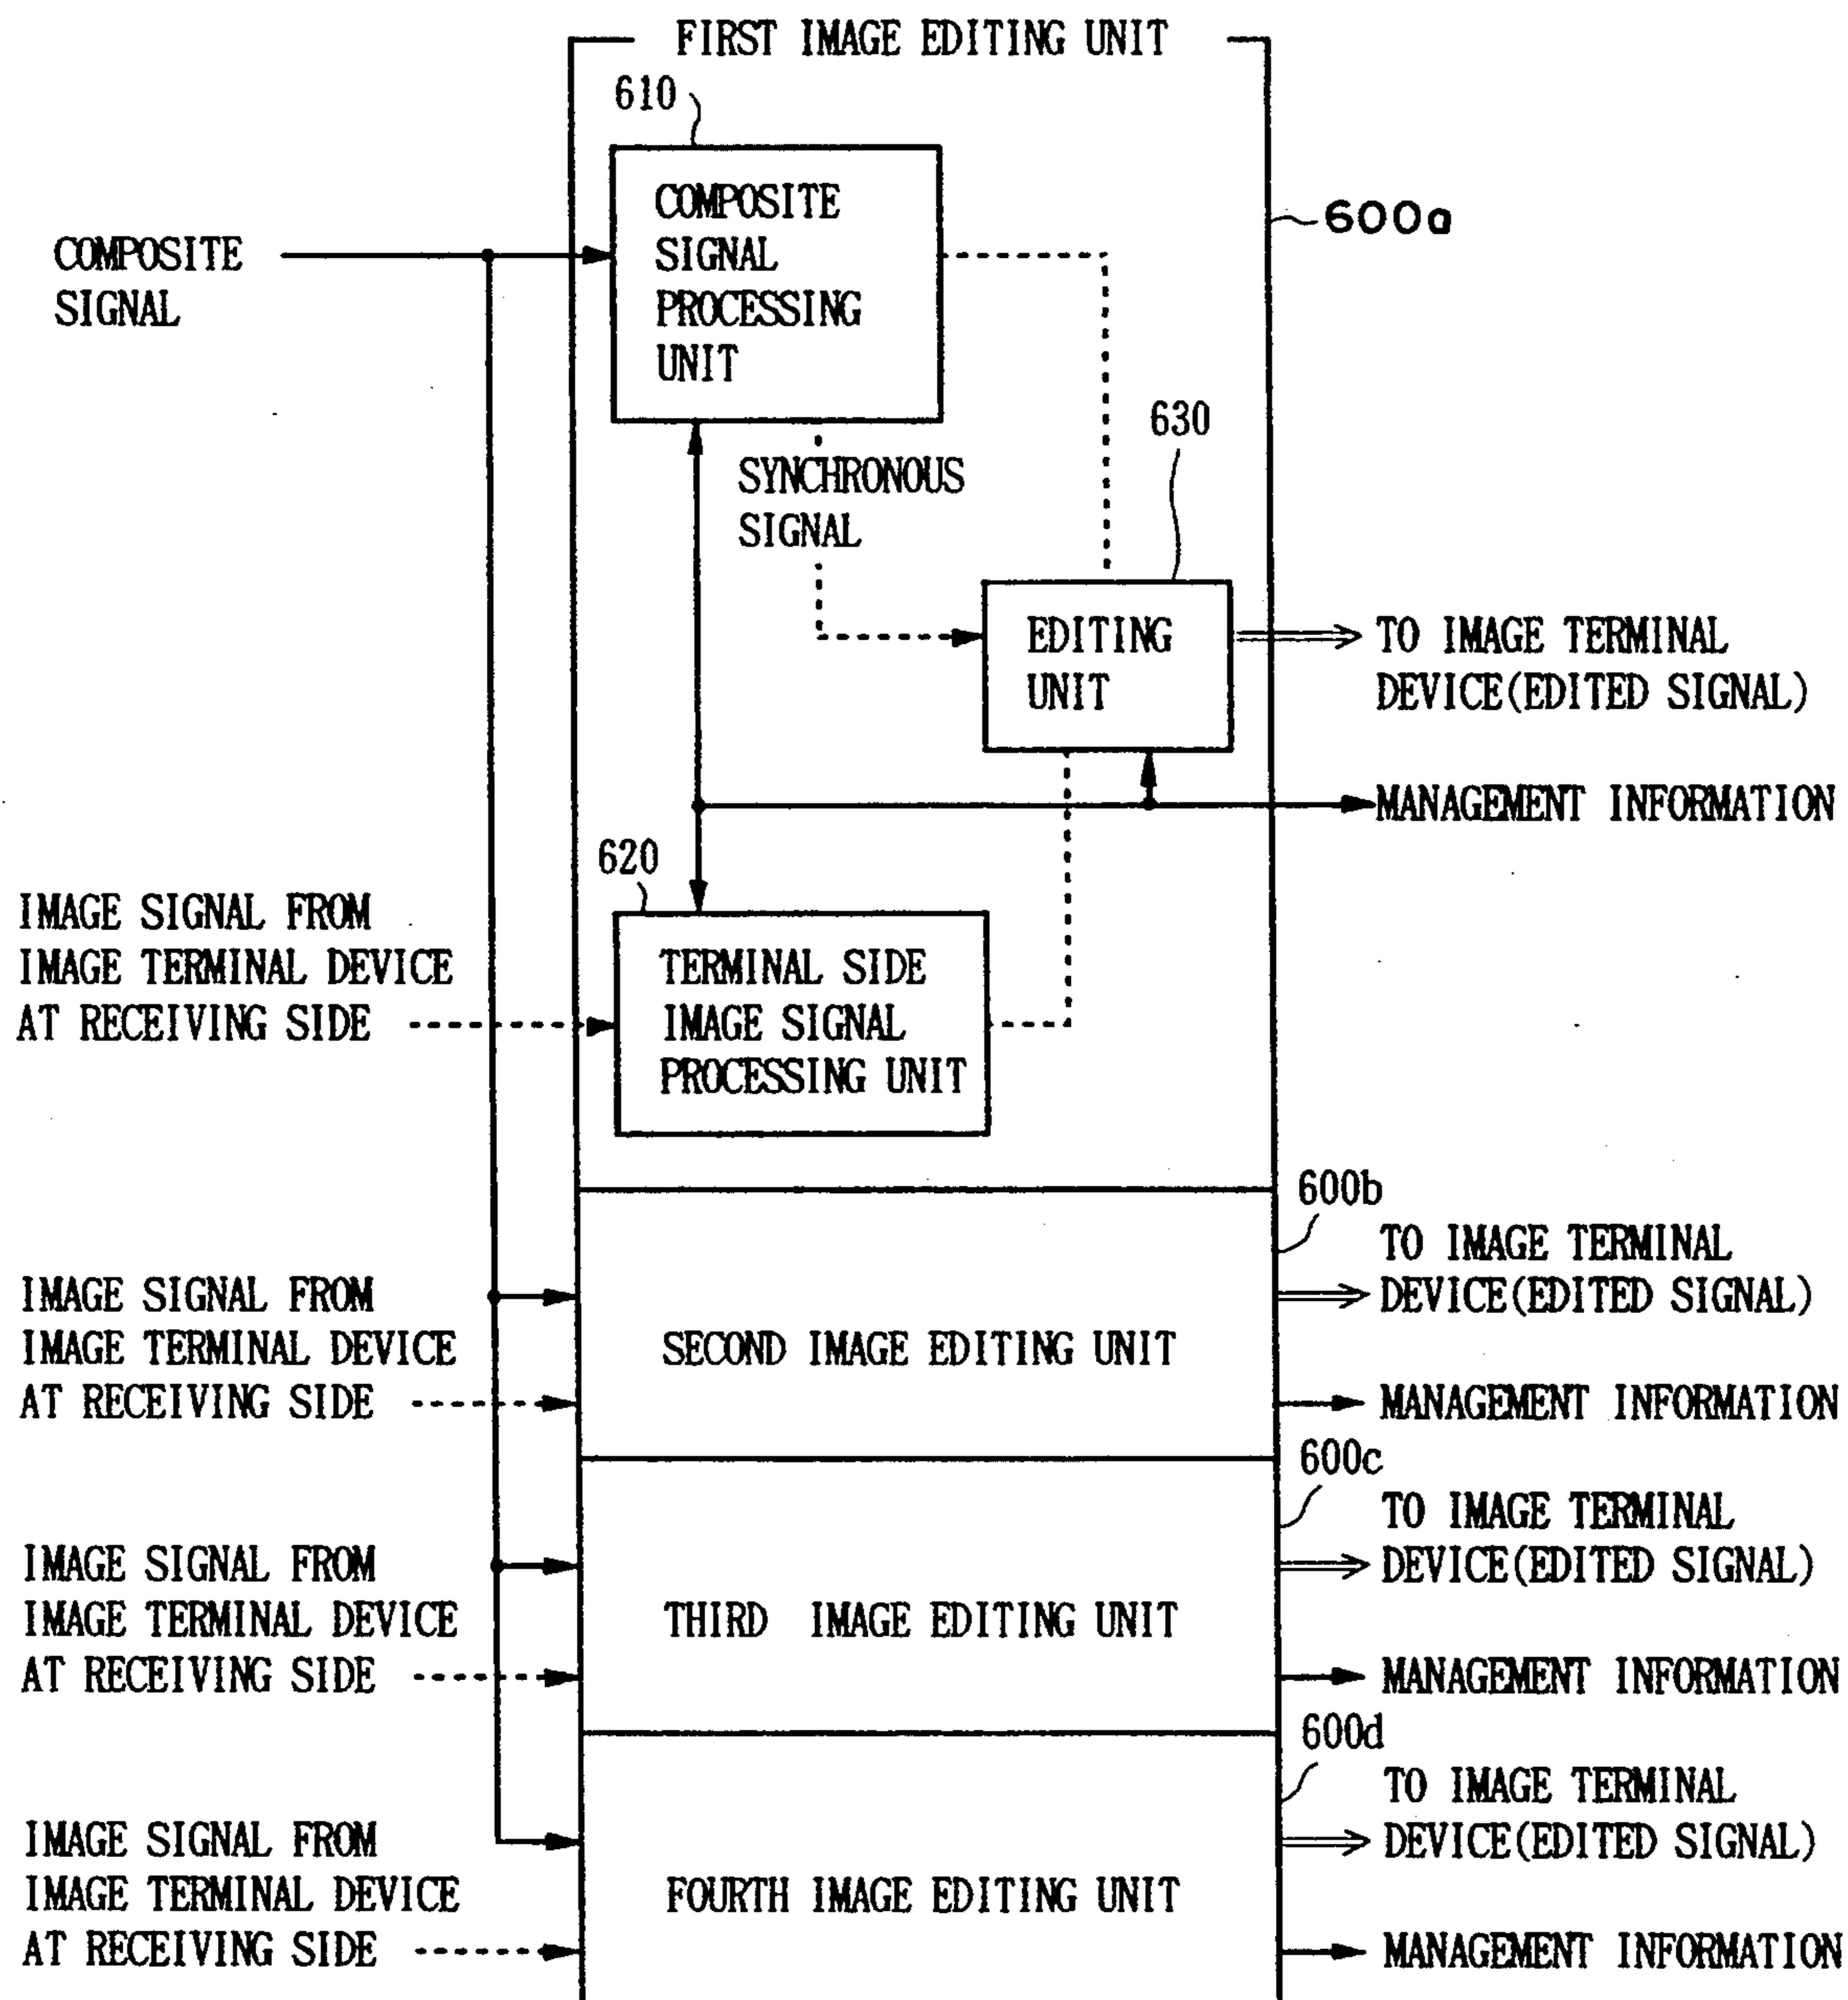 FIRST IMAGE EDITING UNIT
610
COMPOSITE
SIGNAL
PROCESSING
UNIT
600a
COMPOSITE
SIGNAL
630
SYNCHRONOUS
SIGNAL
EDITING
UNIT
TO IMAGE TERMINAL
DEVICE(EDITED SIGNAL)
MANAGEMENT INFORMATION
620
IMAGE SIGNAL FROM
IMAGE TERMINAL DEVICE
AT RECEIVING SIDE
TERMINAL SIDE
IMAGE SIGNAL
PROCESSING UNIT
600b
TO IMAGE TERMINAL
DEVICE(EDITED SIGNAL)
IMAGE SIGNAL FROM
IMAGE TERMINAL DEVICE
AT RECEIVING SIDE
SECOND IMAGE EDITING UNIT
MANAGEMENT INFORMATION
600c
TO IMAGE TERMINAL
DEVICE(EDITED SIGNAL)
IMAGE SIGNAL FROM
IMAGE TERMINAL DEVICE
AT RECEIVING SIDE
THIRD IMAGE EDITING UNIT
MANAGEMENT INFORMATION
600d
TO IMAGE TERMINAL
DEVICE(EDITED SIGNAL)
IMAGE SIGNAL FROM
IMAGE TERMINAL DEVICE
AT RECEIVING SIDE
FOURTH IMAGE EDITING UNIT
MANAGEMENT INFORMATION